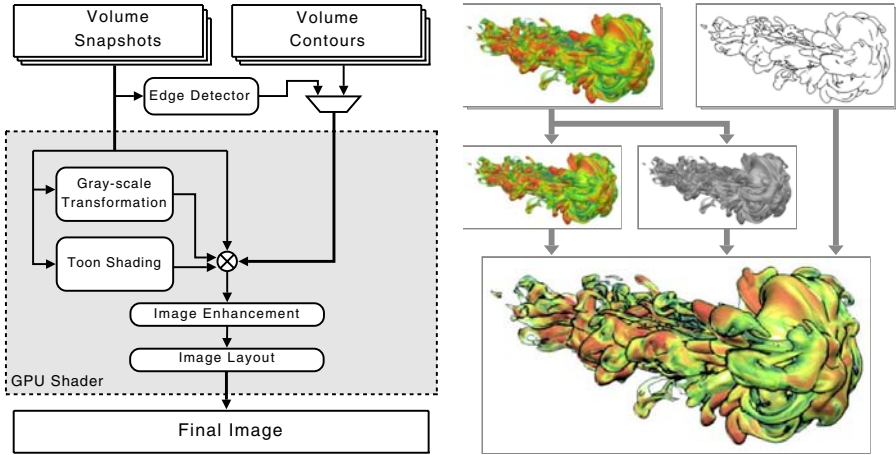 Volume
Snapshots
Volume
Contours
Edge Detector
Gray-scale
Transformation
Toon Shading
Image Enhancement
Image Layout
GPU Shader
Final Image